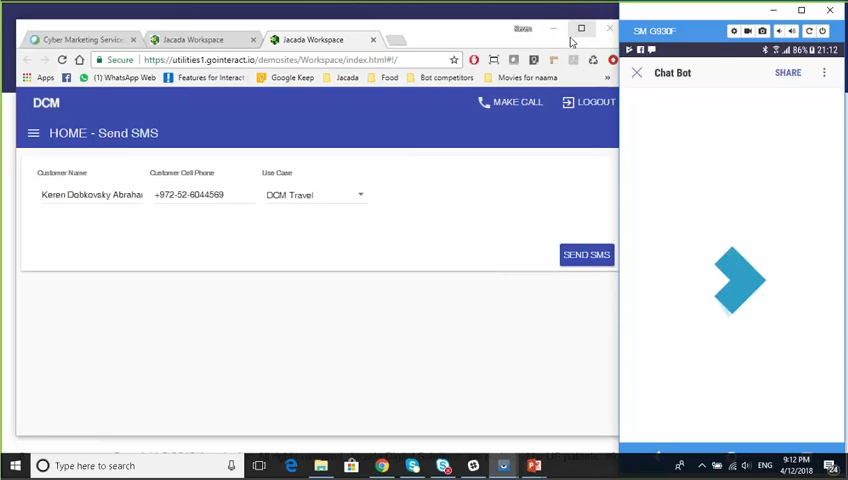 SM G930F
Keren
Cyber Marketing Service
Jacada Workspace
Jacada Workspace
86% 21:12
Secure
https://utilities1.gointeract.io/demosites/Workspace/index.html#!/
Chat Bot
SHARE
Apps
(1) WhatsApp Web
Features for Interact
Google Keep
Jacada
Food
Bot competitors
Movies for naama
DCM
MAKE CALL
LOGOUT
HOME - Send SMS
Customer Name
Customer Cell Phone
Use Case
Keren Dobkovsky Abrahar
+972-52-6044569
DCM Travel
SEND SMS
Type here to search
ENG
9:12 PM
4/12/2018
24